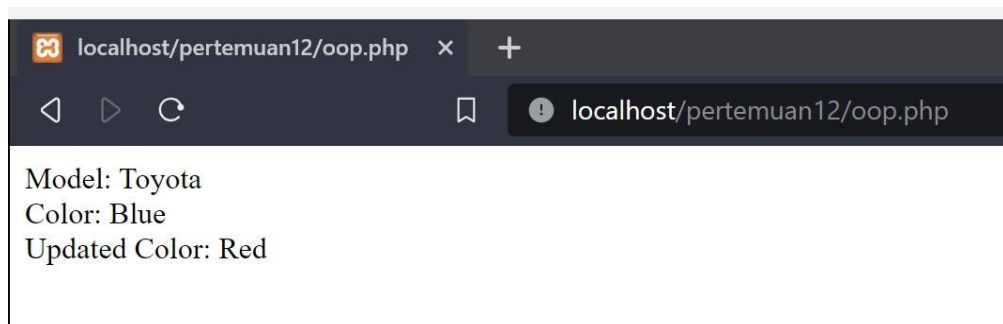 localhost/pertemuan12/oop.php
localhost/pertemuan12/oop.php
Model: Toyota
Color: Blue
Updated Color: Red